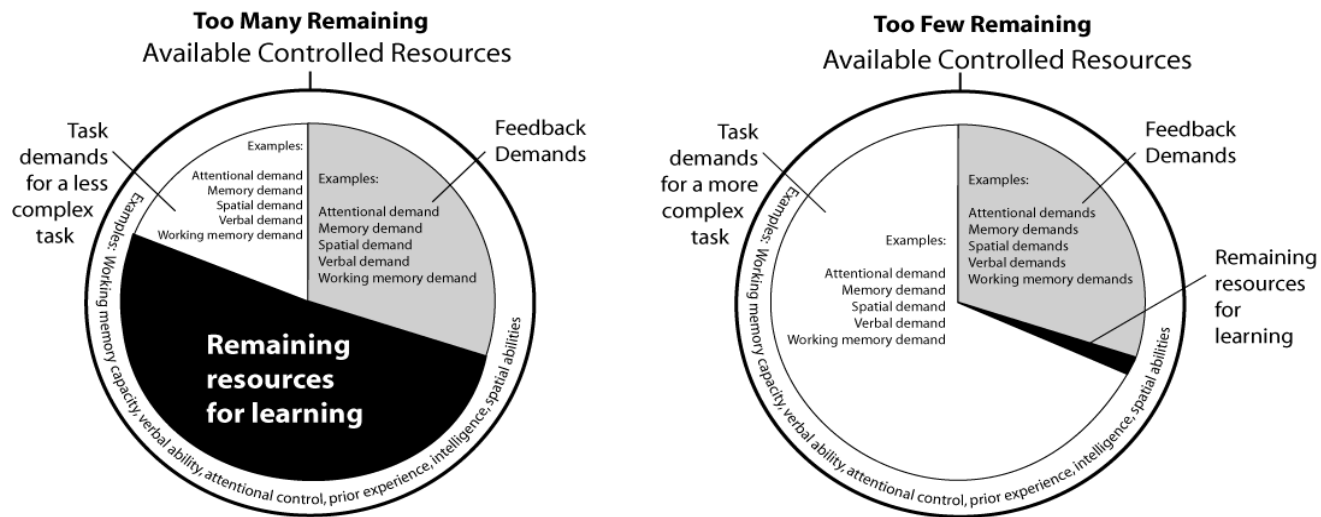 Too Many Remaining
Available Controlled Resources
Task
demands
for a less
complex
task
Feedback
Demands
Examples:
Attentional demand
Memory demand
Spatial demand
Verbal demand
Working memory demand
Examples:
Attentional demand
Memory demand
Spatial demand
Verbal demand
Working memory demand
Remaining
resources
for learning
Examples: Working memory capacity, verbal ability, attentional control, prior experience, intelligence, spatial abilities
Too Few Remaining
Available Controlled Resources
Task
demands
for a more
complex
task
Feedback
Demands
Examples:
Attentional demand
Memory demand
Spatial demand
Verbal demand
Working memory demand
Examples:
Attentional demands
Memory demands
Spatial demands
Verbal demands
Working memory demands
Remaining
resources
for
learning
Examples: Working memory capacity, verbal ability, attentional control, prior experience, intelligence, spatial abilities